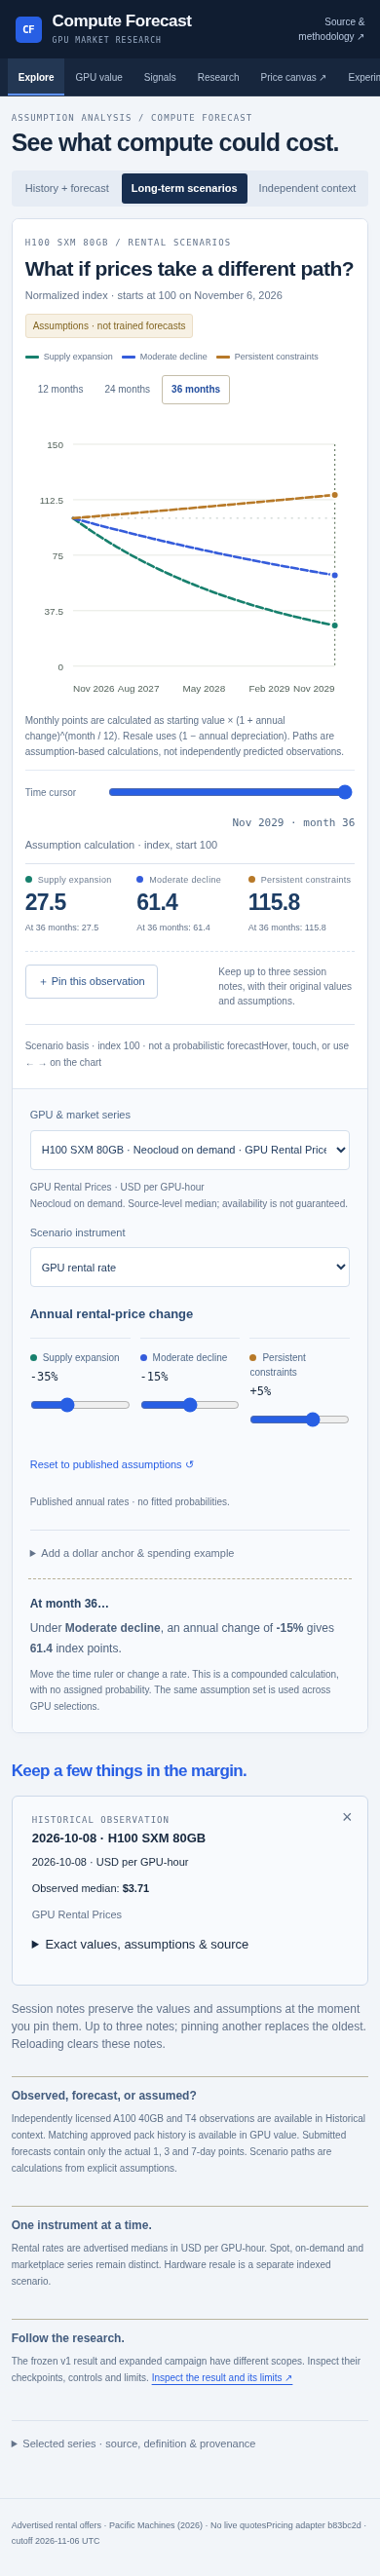 CF
Compute Forecast
GPU MARKET RESEARCH
Source &
methodology ↗
Explore GPU value Signals Research Price canvas ↗ Experin
ASSUMPTION ANALYSIS / COMPUTE FORECAST
See what compute could cost.
History + forecast Long-term scenarios Independent context
H100 SXM 80GB / RENTAL SCENARIOS
What if prices take a different path?
Normalized index · starts at 100 on November 6, 2026
Assumptions · not trained forecasts
Supply expansion Moderate decline Persistent constraints
12 months 24 months 36 months
150
112.5
75
37.5
0
Nov 2026 Aug 2027 May 2028 Feb 2029 Nov 2029
Monthly points are calculated as starting value × (1 + annual
change)^(month / 12). Resale uses (1 − annual depreciation). Paths are
assumption-based calculations, not independently predicted observations.
Time cursor
Nov 2029 · month 36
Assumption calculation · index, start 100
Supply expansion Moderate decline Persistent constraints
27.5 61.4 115.8
At 36 months: 27.5 At 36 months: 61.4 At 36 months: 115.8
+ Pin this observation
Keep up to three session
notes, with their original values
and assumptions.
Scenario basis · index 100 · not a probabilistic forecastHover, touch, or use
← → on the chart
GPU & market series
H100 SXM 80GB · Neocloud on demand · GPU Rental Price
GPU Rental Prices · USD per GPU-hour
Neocloud on demand. Source-level median; availability is not guaranteed.
Scenario instrument
GPU rental rate
Annual rental-price change
Supply expansion Moderate decline Persistent
constraints
-35% -15% +5%
Reset to published assumptions ↺
Published annual rates · no fitted probabilities.
▶ Add a dollar anchor & spending example
At month 36…
Under Moderate decline, an annual change of -15% gives
61.4 index points.
Move the time ruler or change a rate. This is a compounded calculation,
with no assigned probability. The same assumption set is used across
GPU selections.
Keep a few things in the margin.
HISTORICAL OBSERVATION ×
2026-10-08 · H100 SXM 80GB
2026-10-08 · USD per GPU-hour
Observed median: $3.71
GPU Rental Prices
▶ Exact values, assumptions & source
Session notes preserve the values and assumptions at the moment
you pin them. Up to three notes; pinning another replaces the oldest.
Reloading clears these notes.
Observed, forecast, or assumed?
Independently licensed A100 40GB and T4 observations are available in Historical
context. Matching approved pack history is available in GPU value. Submitted
forecasts contain only the actual 1, 3 and 7-day points. Scenario paths are
calculations from explicit assumptions.
One instrument at a time.
Rental rates are advertised medians in USD per GPU-hour. Spot, on-demand and
marketplace series remain distinct. Hardware resale is a separate indexed
scenario.
Follow the research.
The frozen v1 result and expanded campaign have different scopes. Inspect their
checkpoints, controls and limits. Inspect the result and its limits ↗
▶ Selected series · source, definition & provenance
Advertised rental offers · Pacific Machines (2026) · No live quotesPricing adapter b83bc2d ·
cutoff 2026-11-06 UTC